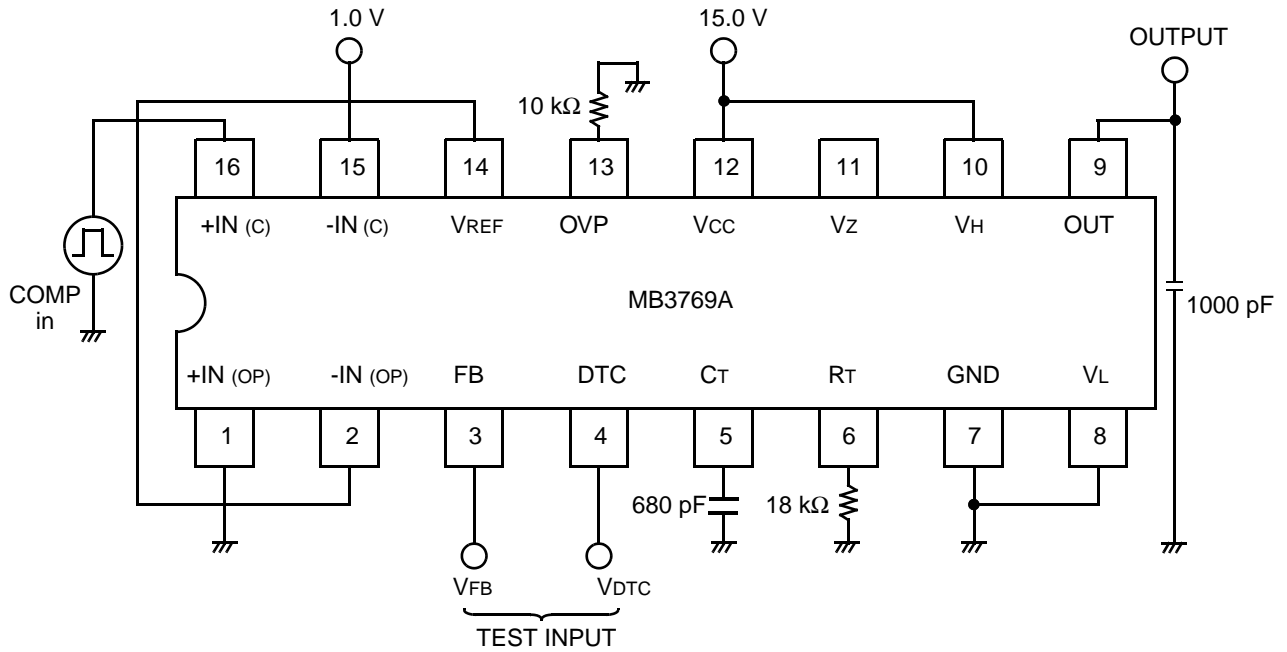 1.0 V
15.0 V
OUTPUT
10 kΩ
16 15 14 13 12 11 10 9
+IN (C) -IN (C) VREF OVP VCC VZ VH OUT
COMP
in
MB3769A
1000 pF
+IN (OP) -IN (OP) FB DTC CT RT GND VL
1 2 3 4 5 6 7 8
680 pF 18 kΩ
VFB VDTC
TEST INPUT